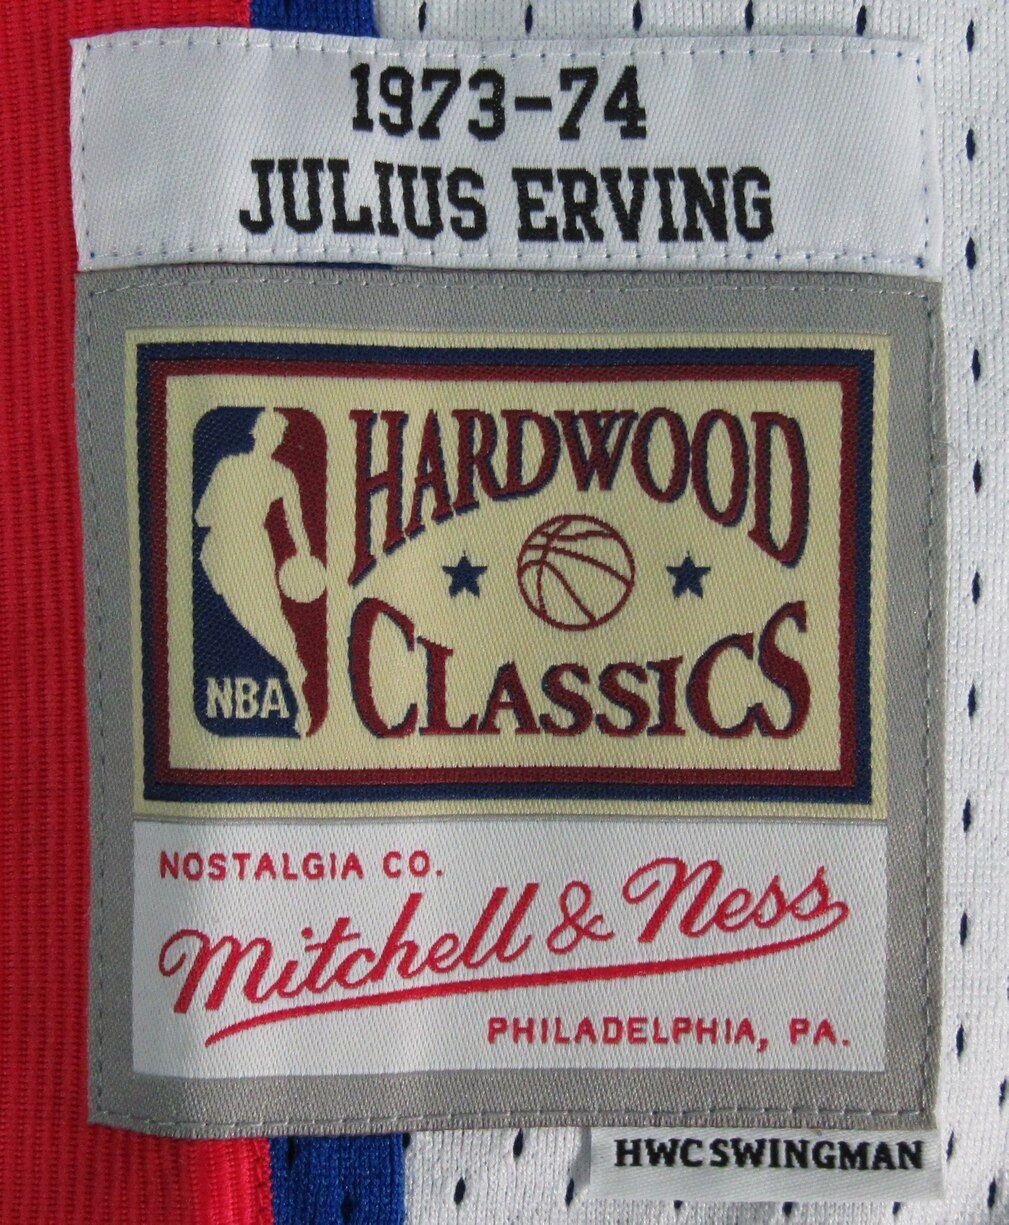 1973-74
JULIUS ERVING
HARDWOOD
CLASSICS
NBA
NOSTALGIA CO.
Mitchell & Ness
PHILADELPHIA, PA.
HWC SWINGMAN